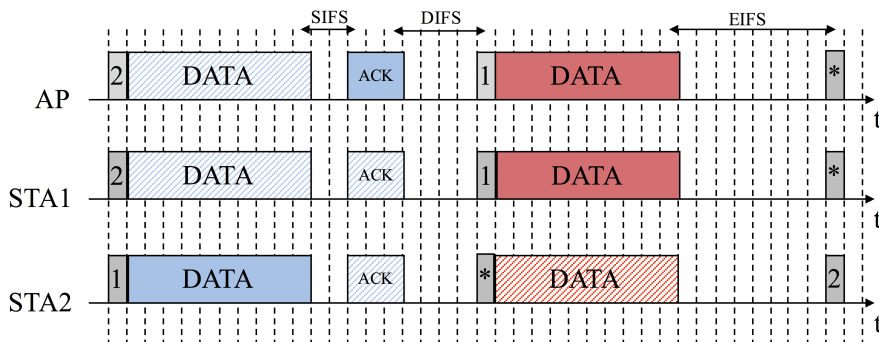 SIFS DIFS EIFS
2 DATA ACK 1 DATA *
AP
t
2 DATA ACK 1 DATA *
STA1
t
1 DATA ACK * DATA 2
STA2
t